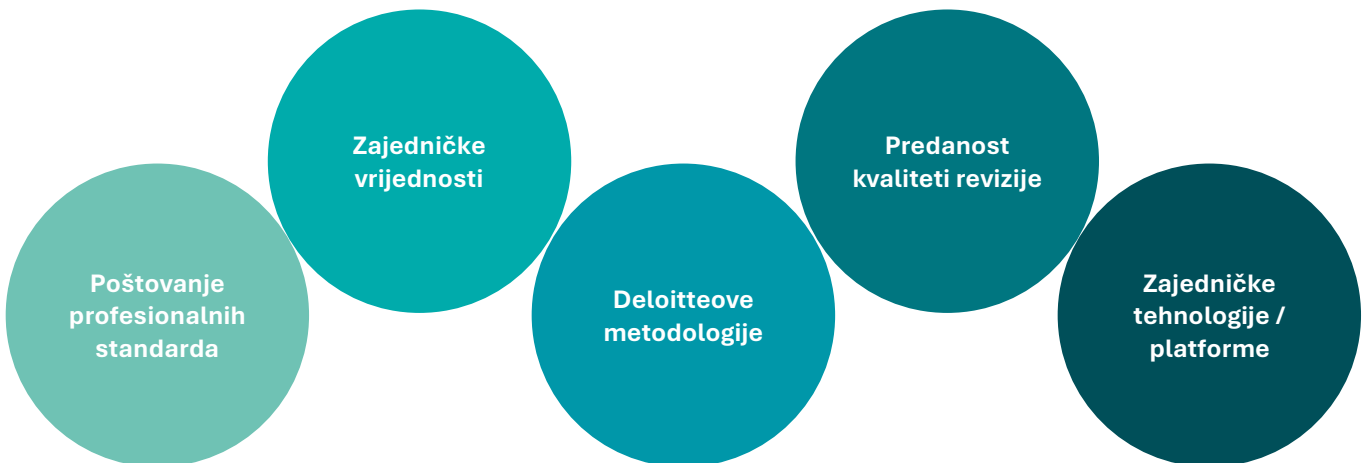 Poštovanje
profesionalnih
standarda
Zajedničke
vrijednosti
Deloitteove
metodologije
Predanost
kvaliteti revizije
Zajedničke
tehnologije /
platforme